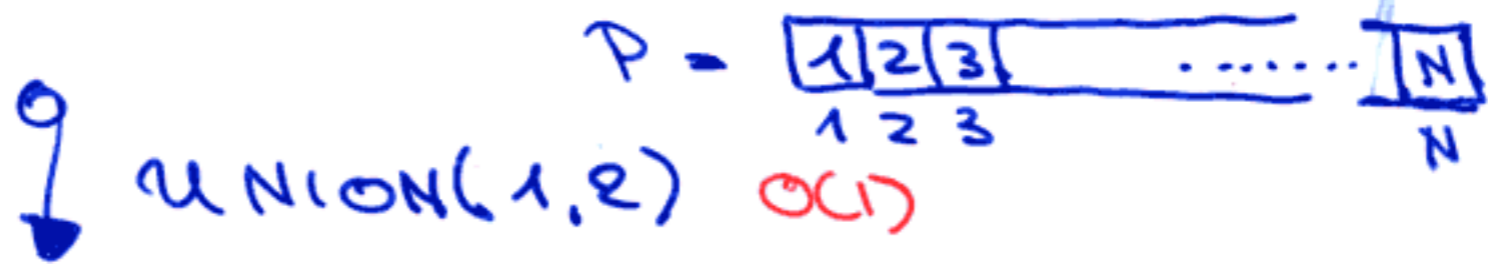 P = 1 2 3 ....... N
1 2 3 N
UNION(1,2) O(1)